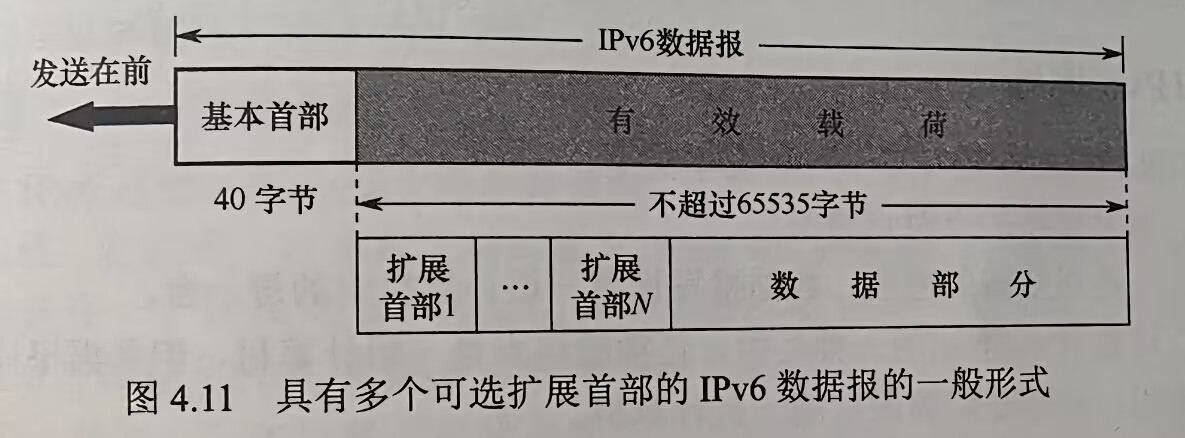 IPv6数据报
发送在前
基本首部
有效载荷
40 字节
不超过65535字节
扩展
首部1
…
扩展
首部N
数据部分
图 4.11 具有多个可选扩展首部的 IPv6 数据报的一般形式